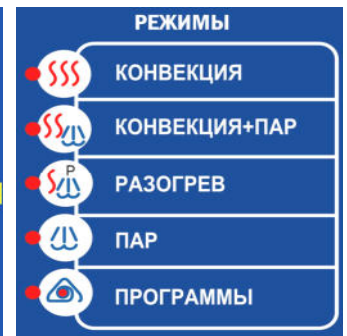 РЕЖИМЫ
КОНВЕКЦИЯ
КОНВЕКЦИЯ+ПАР
P
РАЗОГРЕВ
ПАР
ПРОГРАММЫ